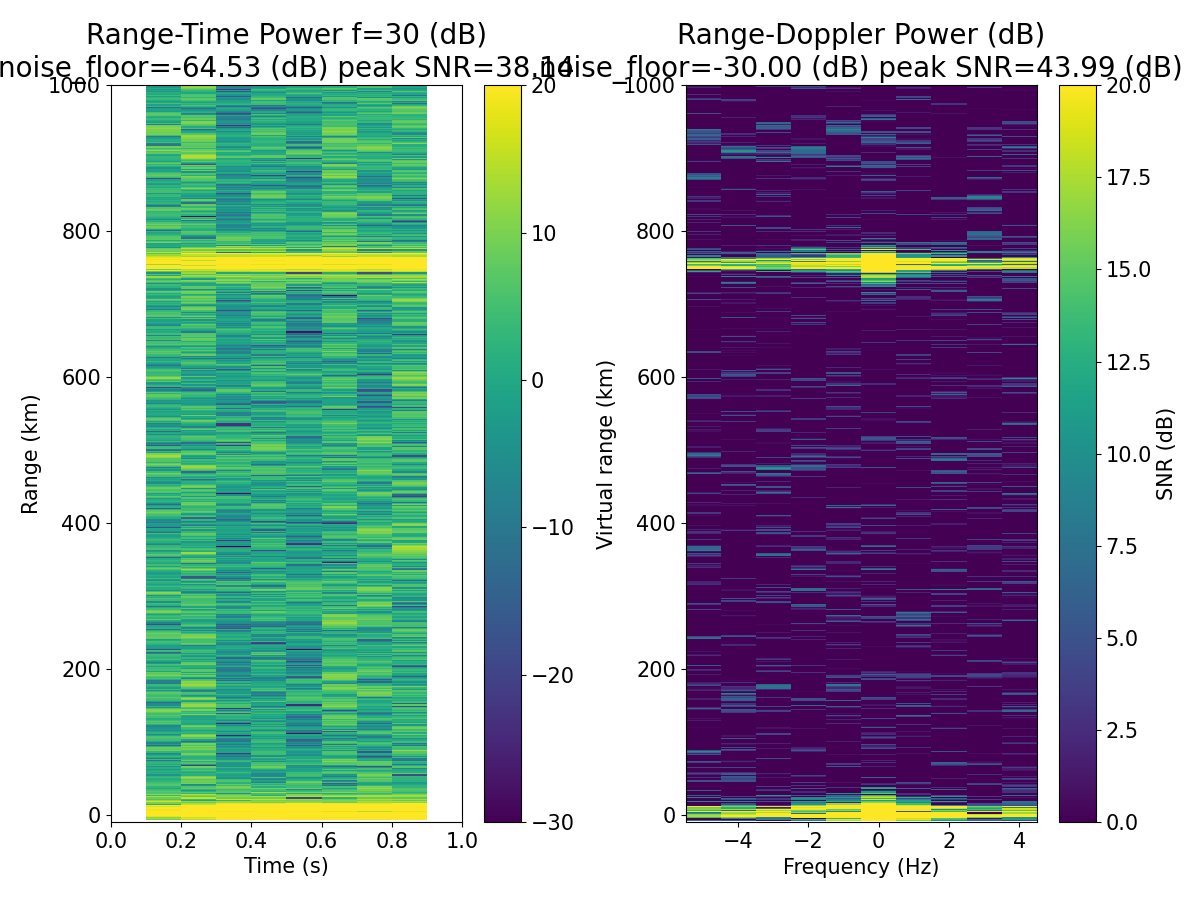 Range-Time Power f=30 (dB)
noise_floor=-64.53 (dB) peak SNR=38.14
Range-Doppler Power (dB)
noise_floor=-30.00 (dB) peak SNR=43.99 (dB)
1000
800
600
400
200
0
Range (km)
0.0 0.2 0.4 0.6 0.8 1.0
Time (s)
20
10
0
−10
−20
−30
1000
800
600
400
200
0
Virtual range (km)
−4 −2 0 2 4
Frequency (Hz)
20.0
17.5
15.0
12.5
10.0
7.5
5.0
2.5
0.0
SNR (dB)